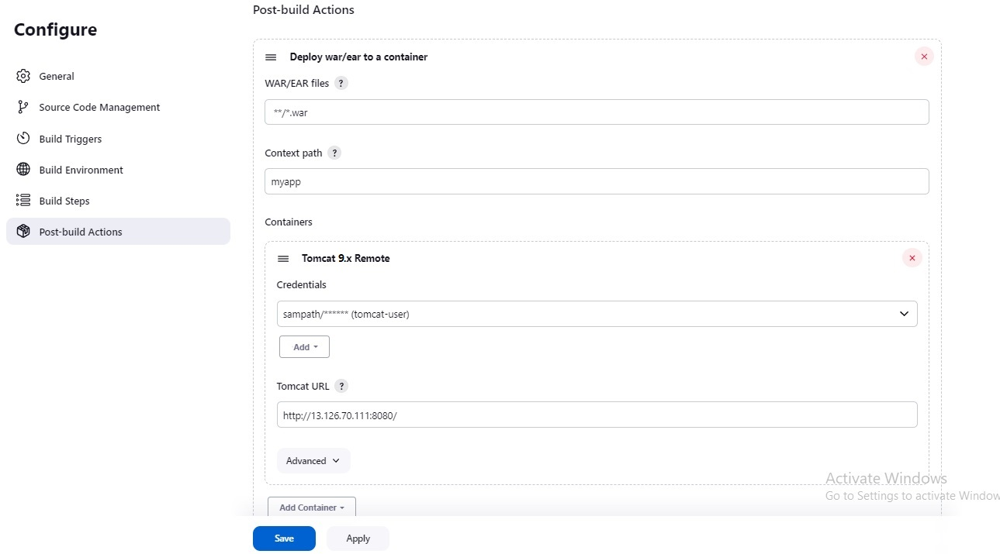 Configure
General
Source Code Management
Build Triggers
Build Environment
Build Steps
Post-build Actions
Post-build Actions
Deploy war/ear to a container
WAR/EAR files ?
**/*.war
Context path ?
myapp
Containers
Tomcat 9.x Remote
Credentials
sampath/****** (tomcat-user)
Add
Tomcat URL ?
http://13.126.70.111:8080/
Advanced
Add Container
Save
Apply
Activate Windows
Go to Settings to activate Window